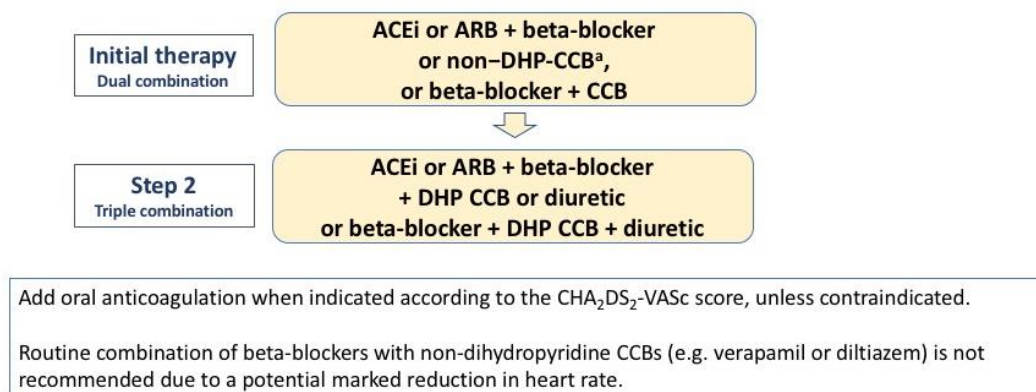 Initial therapy
Dual combination
ACEi or ARB + beta-blocker
or non–DHP-CCBᵃ,
or beta-blocker + CCB
Step 2
Triple combination
ACEi or ARB + beta-blocker
+ DHP CCB or diuretic
or beta-blocker + DHP CCB + diuretic
Add oral anticoagulation when indicated according to the CHA₂DS₂-VASc score, unless contraindicated.
Routine combination of beta-blockers with non-dihydropyridine CCBs (e.g. verapamil or diltiazem) is not
recommended due to a potential marked reduction in heart rate.